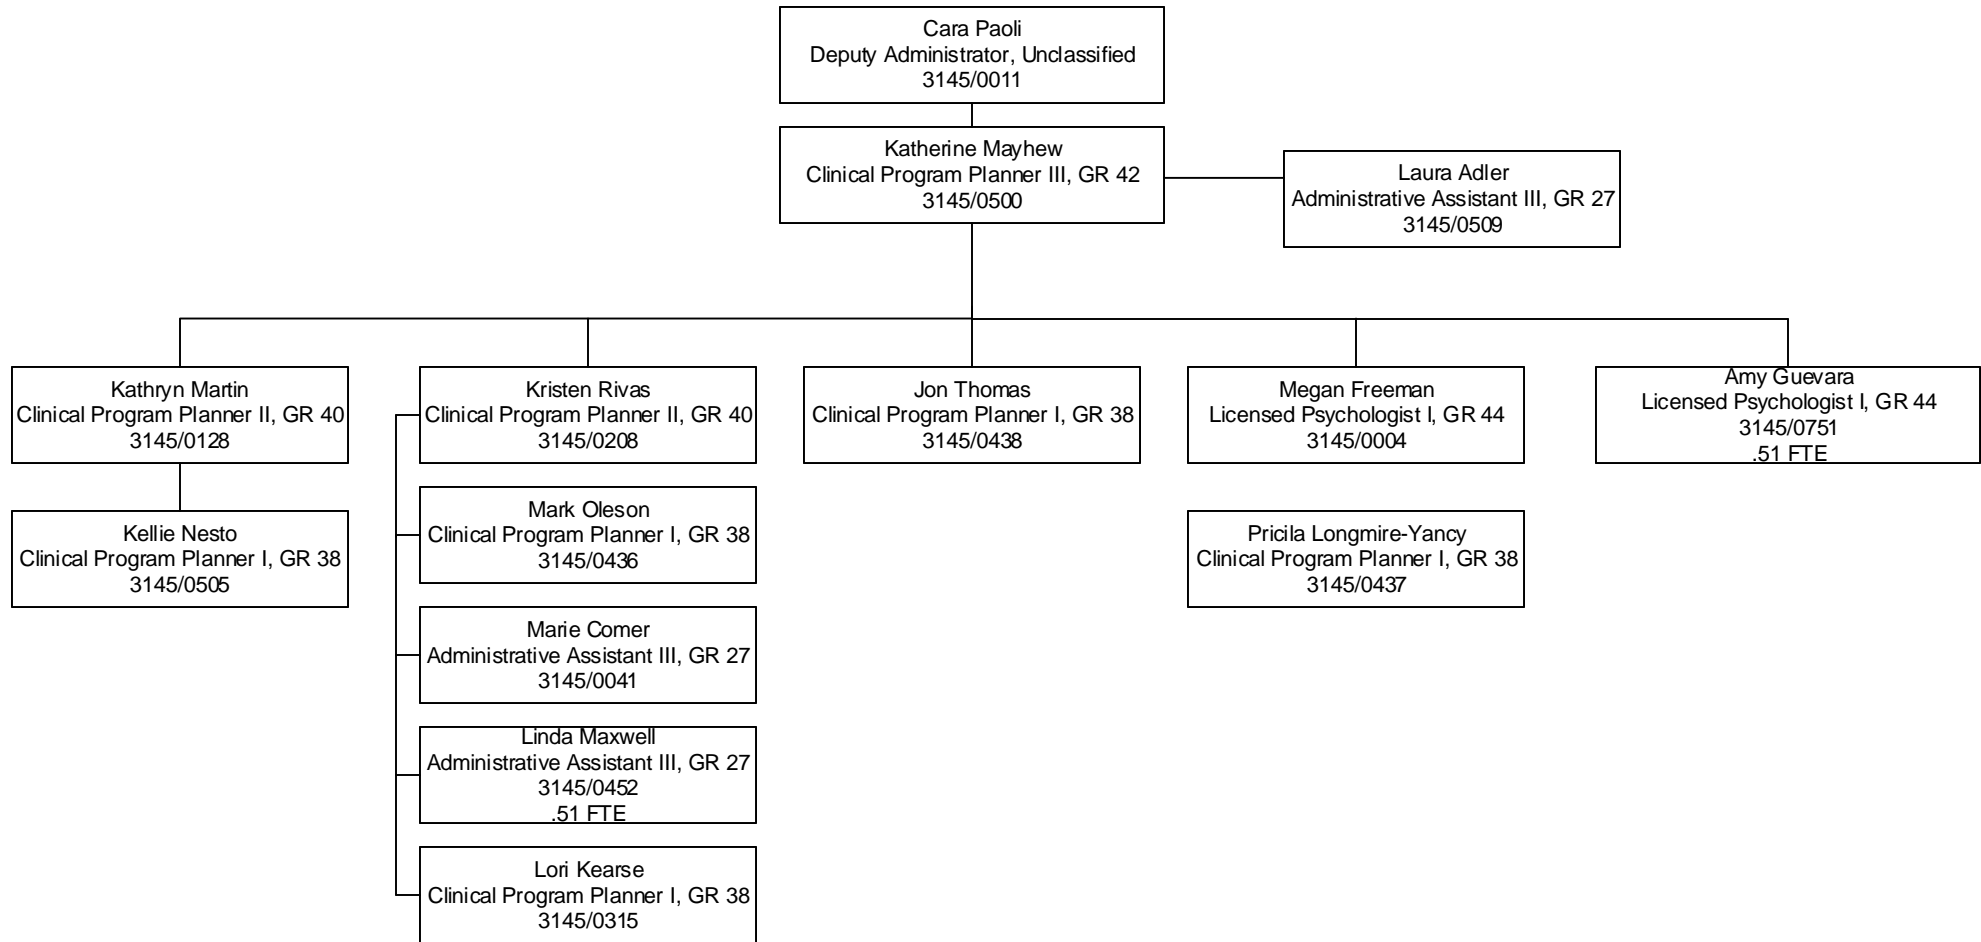 Cara Paoli
Deputy Administrator, Unclassified
3145/0011
Katherine Mayhew
Clinical Program Planner III, GR 42
3145/0500
Laura Adler
Administrative Assistant III, GR 27
3145/0509
Kathryn Martin
Clinical Program Planner II, GR 40
3145/0128
Kellie Nesto
Clinical Program Planner I, GR 38
3145/0505
Kristen Rivas
Clinical Program Planner II, GR 40
3145/0208
Mark Oleson
Clinical Program Planner I, GR 38
3145/0436
Marie Comer
Administrative Assistant III, GR 27
3145/0041
Linda Maxwell
Administrative Assistant III, GR 27
3145/0452
.51 FTE
Lori Kearse
Clinical Program Planner I, GR 38
3145/0315
Jon Thomas
Clinical Program Planner I, GR 38
3145/0438
Megan Freeman
Licensed Psychologist I, GR 44
3145/0004
Pricila Longmire-Yancy
Clinical Program Planner I, GR 38
3145/0437
Amy Guevara
Licensed Psychologist I, GR 44
3145/0751
.51 FTE